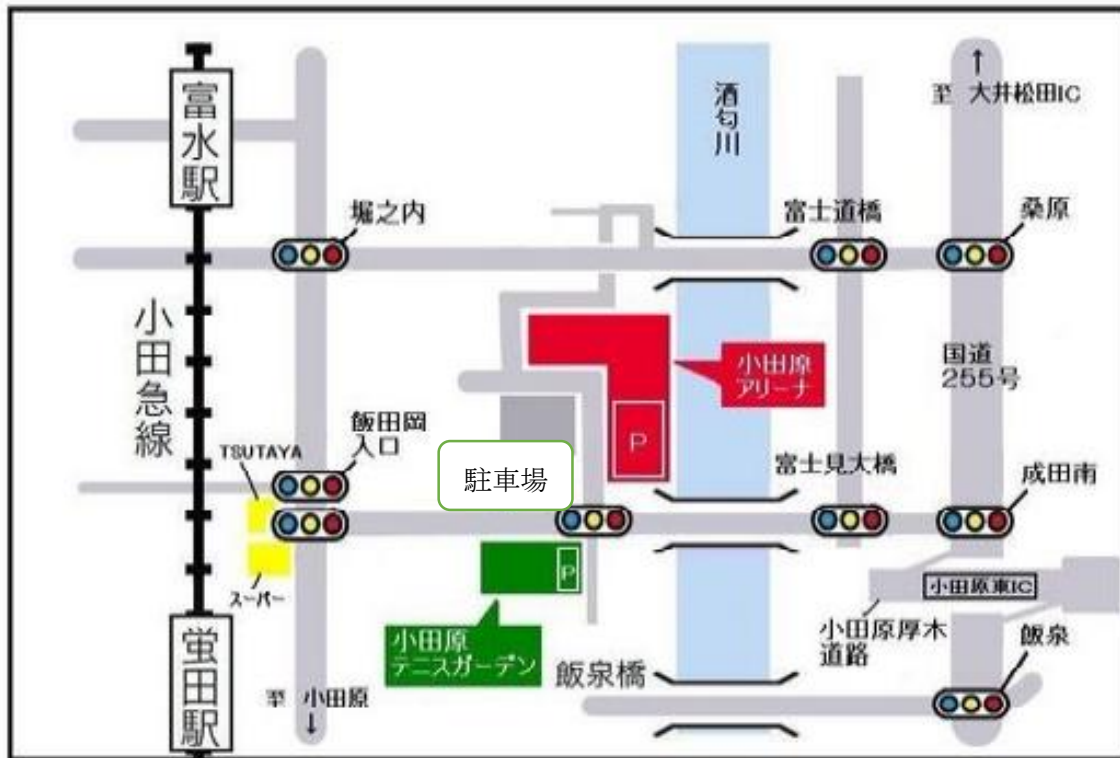 ↑
至 大井松田IC
富水駅
酒匂川
堀之内
富士道橋
桑原
小田急線
小田原
アリーナ
国道
255号
P
飯田岡
入口
TSUTAYA
駐車場
富士見大橋
成田南
スーパー
P
小田原東IC
小田原
テニスガーデン
小田原厚木
道路
飯泉
飯泉橋
蛍田駅
至 小田原
↓